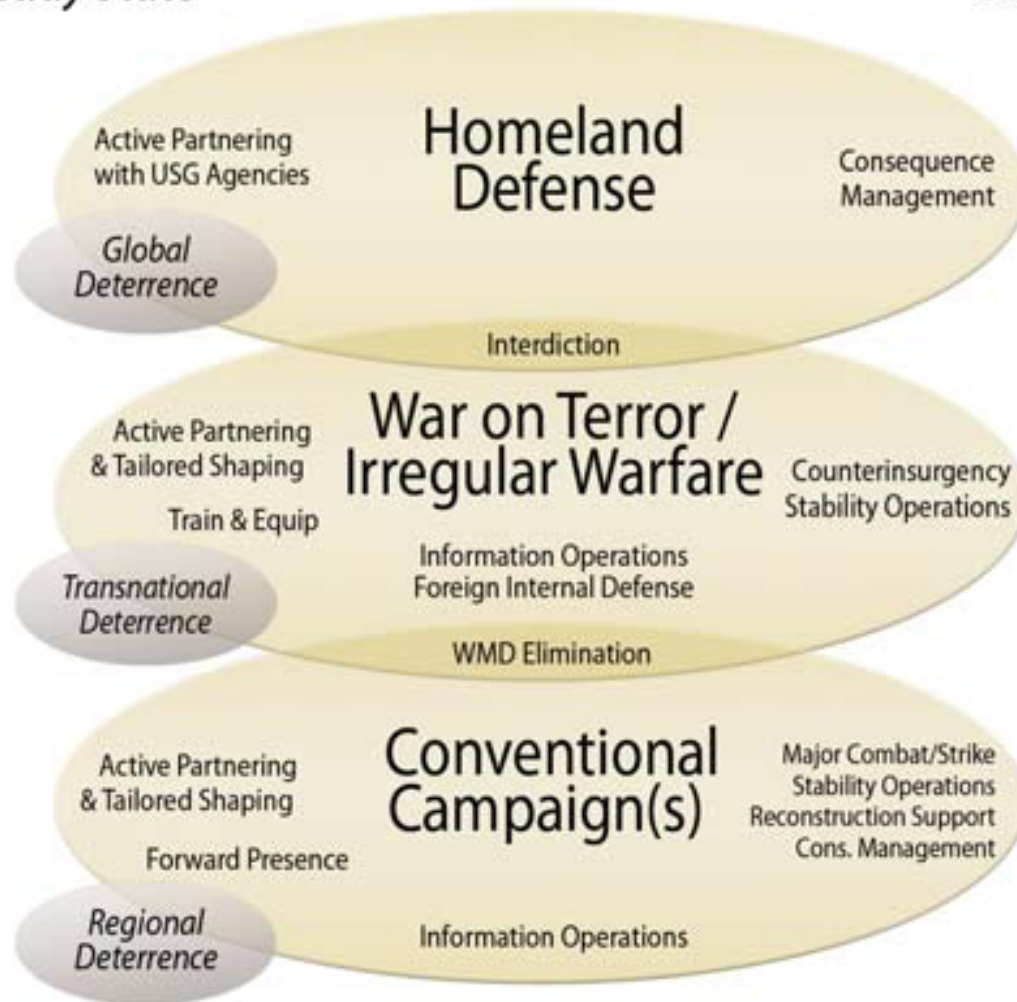 Homeland
Defense
Active Partnering
with USG Agencies
Consequence
Management
Global
Deterrence
Interdiction
War on Terror /
Irregular Warfare
Active Partnering
& Tailored Shaping
Train & Equip
Counterinsurgency
Stability Operations
Information Operations
Foreign Internal Defense
Transnational
Deterrence
WMD Elimination
Conventional
Campaign(s)
Active Partnering
& Tailored Shaping
Forward Presence
Major Combat/Strike
Stability Operations
Reconstruction Support
Cons. Management
Regional
Deterrence
Information Operations